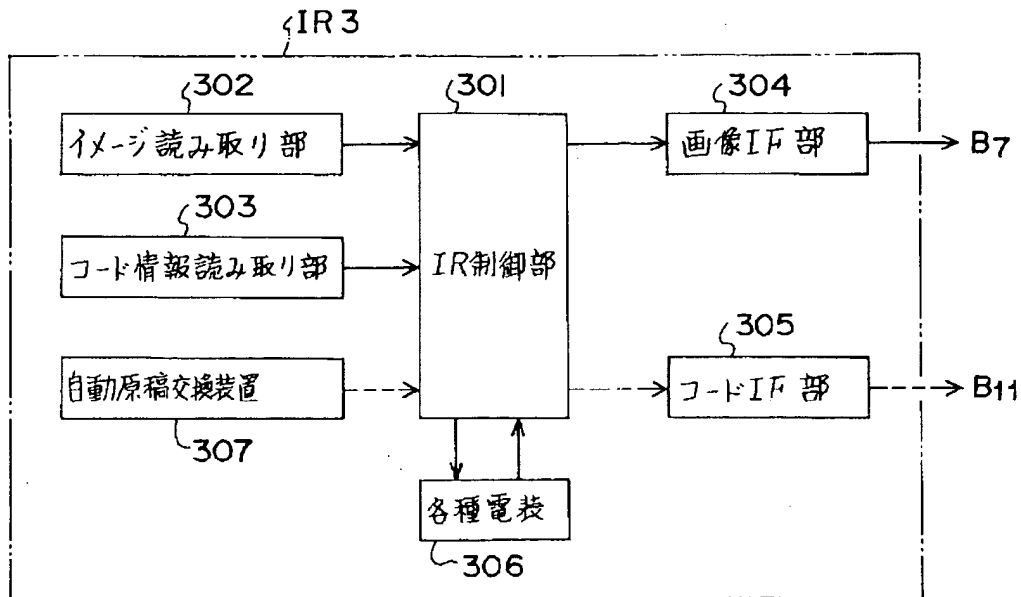 IR3
302
イメージ読み取り部
301
IR制御部
304
画像IF部
B7
303
コード情報読み取り部
305
コードIF部
B11
自動原稿交換装置
307
各種電装
306